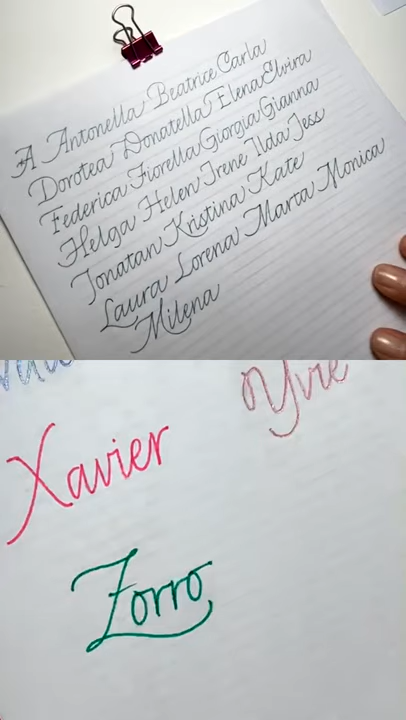 A Antonella Beatrice Carla
Dorotea Donatella Elena Elvira
Federica Fiorella Giorgia Gianna
Helga Helen Irene Ilda Jess
Jonatan Kristina Kate
Laura Lorena Marta Monica
Milena
Yvie
Xavier
Zorro